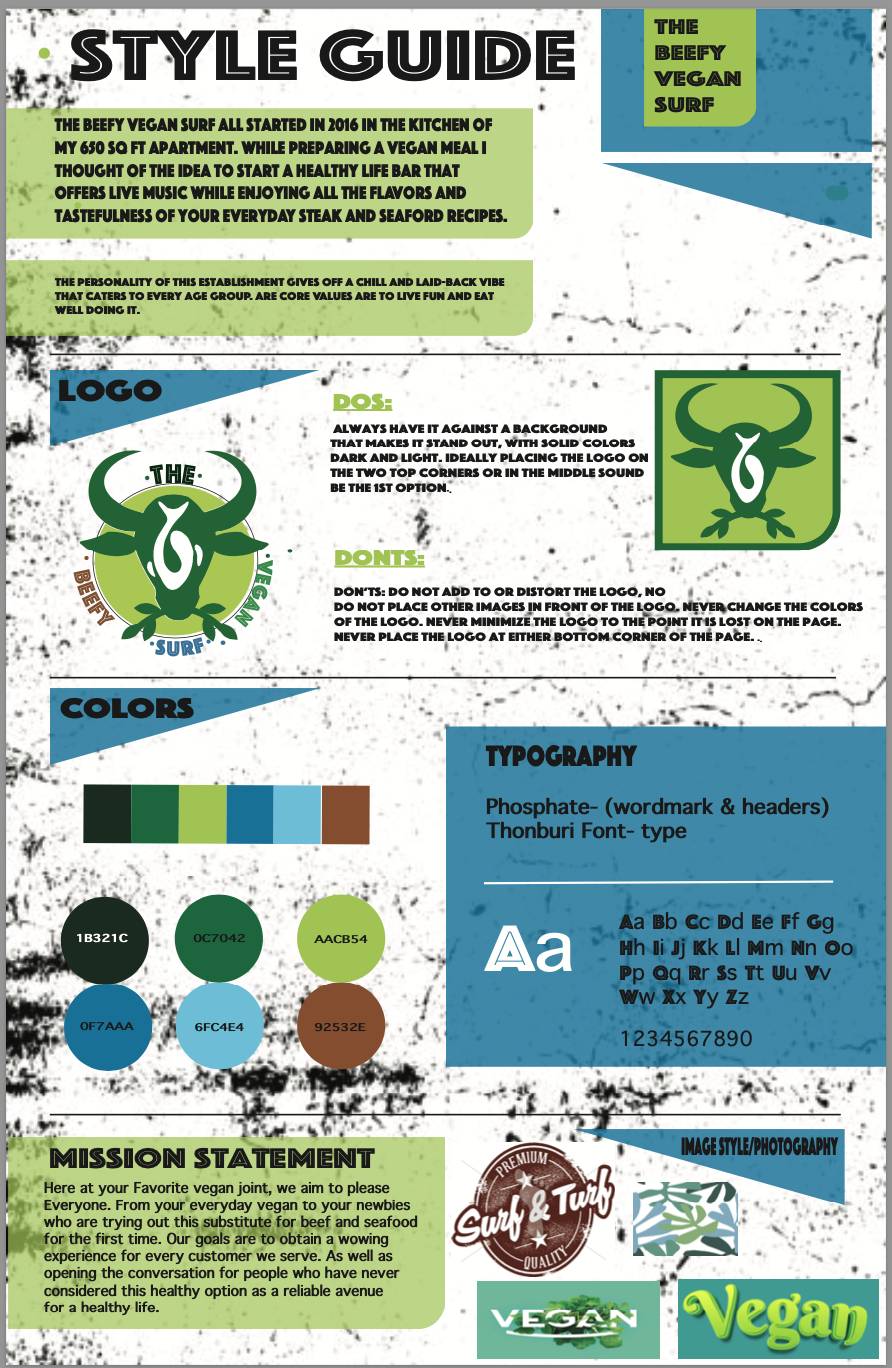 STYLE GUIDE
THE
BEEFY
VEGAN
SURF
THE BEEFY VEGAN SURF ALL STARTED IN 2016 IN THE KITCHEN OF
MY 650 SQ FT APARTMENT. WHILE PREPARING A VEGAN MEAL I
THOUGHT OF THE IDEA TO START A HEALTHY LIFE BAR THAT
OFFERS LIVE MUSIC WHILE ENJOYING ALL THE FLAVORS AND
TASTEFULNESS OF YOUR EVERYDAY STEAK AND SEAFORD RECIPES.
THE PERSONALITY OF THIS ESTABLISHMENT GIVES OFF A CHILL AND LAID-BACK VIBE
THAT CATERS TO EVERY AGE GROUP. ARE CORE VALUES ARE TO LIVE FUN AND EAT
WELL DOING IT.
LOGO
·THE·
·BEEFY
·SURF·
·VEGAN
DOS:
ALWAYS HAVE IT AGAINST A BACKGROUND
THAT MAKES IT STAND OUT, WITH SOLID COLORS
DARK AND LIGHT. IDEALLY PLACING THE LOGO ON
THE TWO TOP CORNERS OR IN THE MIDDLE SOUND
BE THE 1ST OPTION.
DONTS:
DON'TS: DO NOT ADD TO OR DISTORT THE LOGO, NO
DO NOT PLACE OTHER IMAGES IN FRONT OF THE LOGO. NEVER CHANGE THE COLORS
OF THE LOGO. NEVER MINIMIZE THE LOGO TO THE POINT IT IS LOST ON THE PAGE.
NEVER PLACE THE LOGO AT EITHER BOTTOM CORNER OF THE PAGE. .
COLORS
1B321C
0C7042
AACB54
0F7AAA
6FC4E4
92532E
TYPOGRAPHY
Phosphate- (wordmark & headers)
Thonburi Font- type
Aa
Aa Bb Cc Dd Ee Ff Gg
Hh Ii Jj Kk Ll Mm Nn Oo
Pp Qq Rr Ss Tt Uu Vv
Ww Xx Yy Zz
1234567890
MISSION STATEMENT
Here at your Favorite vegan joint, we aim to please
Everyone. From your everyday vegan to your newbies
who are trying out this substitute for beef and seafood
for the first time. Our goals are to obtain a wowing
experience for every customer we serve. As well as
opening the conversation for people who have never
considered this healthy option as a reliable avenue
for a healthy life.
IMAGE STYLE/PHOTOGRAPHY
PREMIUM
Surf & Turf
QUALITY
VEGAN
Vegan